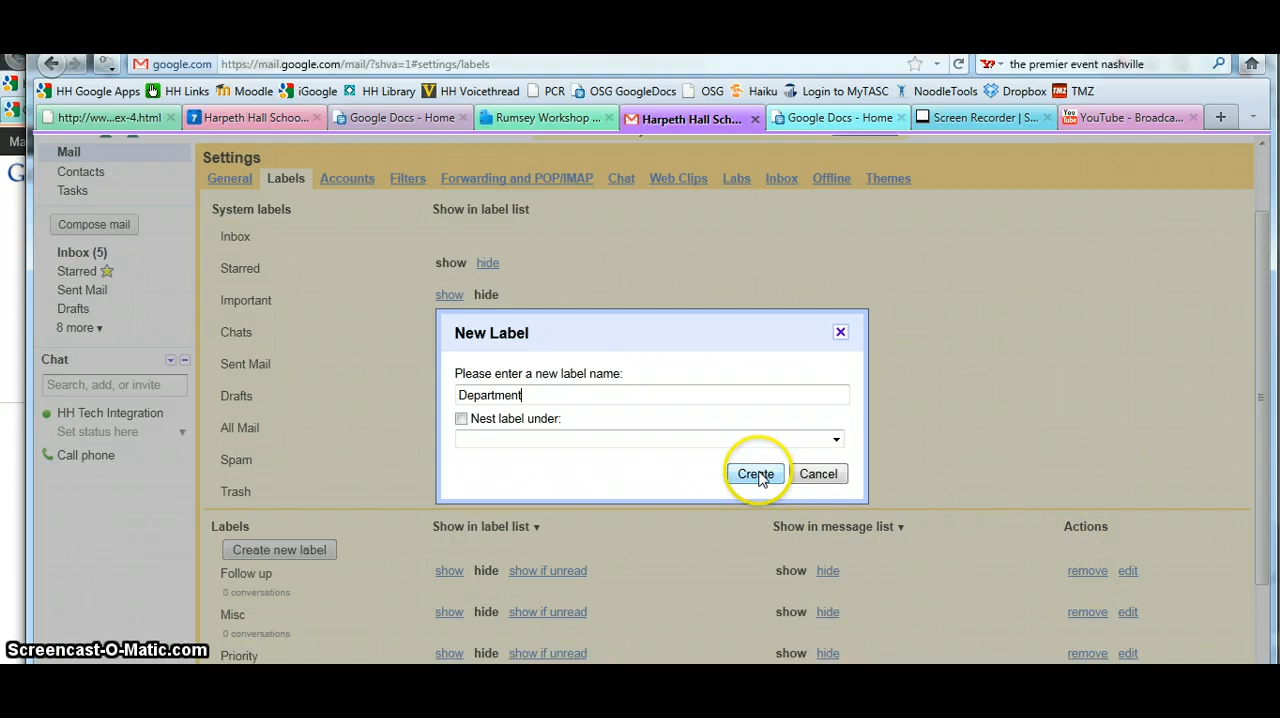 google.com https://mail.google.com/mail/?shva=1#settings/labels the premier event nashville
HH Google Apps HH Links Moodle iGoogle HH Library HH Voicethread PCR OSG GoogleDocs OSG Haiku Login to MyTASC NoodleTools Dropbox TMZ
http://ww...ex-4.html Harpeth Hall Schoo... Google Docs - Home Rumsey Workshop ... Harpeth Hall Sch... Google Docs - Home Screen Recorder | S... YouTube - Broadca...
Ma
Mail
Contacts
Tasks
Compose mail
Inbox (5)
Starred
Sent Mail
Drafts
8 more
Chat
Search, add, or invite
HH Tech Integration
Set status here
Call phone
Settings
General Labels Accounts Filters Forwarding and POP/IMAP Chat Web Clips Labs Inbox Offline Themes
System labels Show in label list
Inbox
Starred show hide
Important show hide
Chats
Sent Mail
Drafts
All Mail
Spam
Trash
New Label
Please enter a new label name:
Department
Nest label under:
Create Cancel
Labels Show in label list Show in message list Actions
Create new label
Follow up show hide show if unread show hide remove edit
0 conversations
Misc show hide show if unread show hide remove edit
0 conversations
Priority show hide show if unread show hide remove edit
Screencast-O-Matic.com